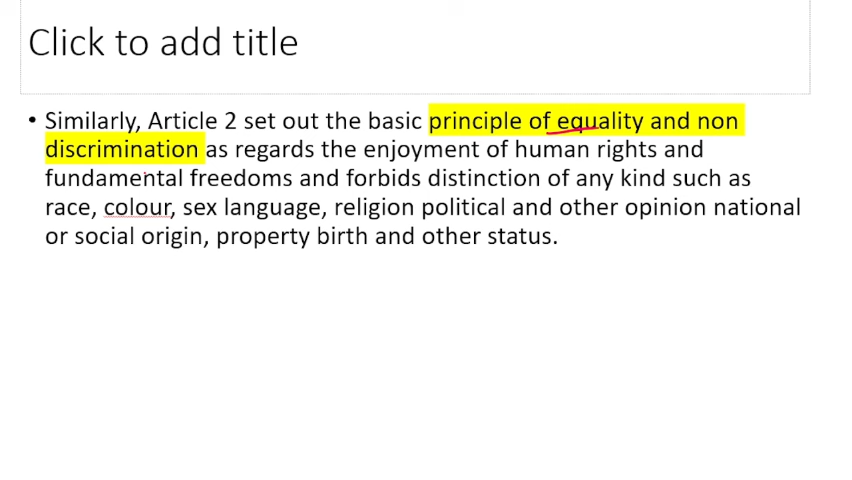 Click to add title
• Similarly, Article 2 set out the basic principle of equality and non
discrimination as regards the enjoyment of human rights and
fundamental freedoms and forbids distinction of any kind such as
race, colour, sex language, religion political and other opinion national
or social origin, property birth and other status.